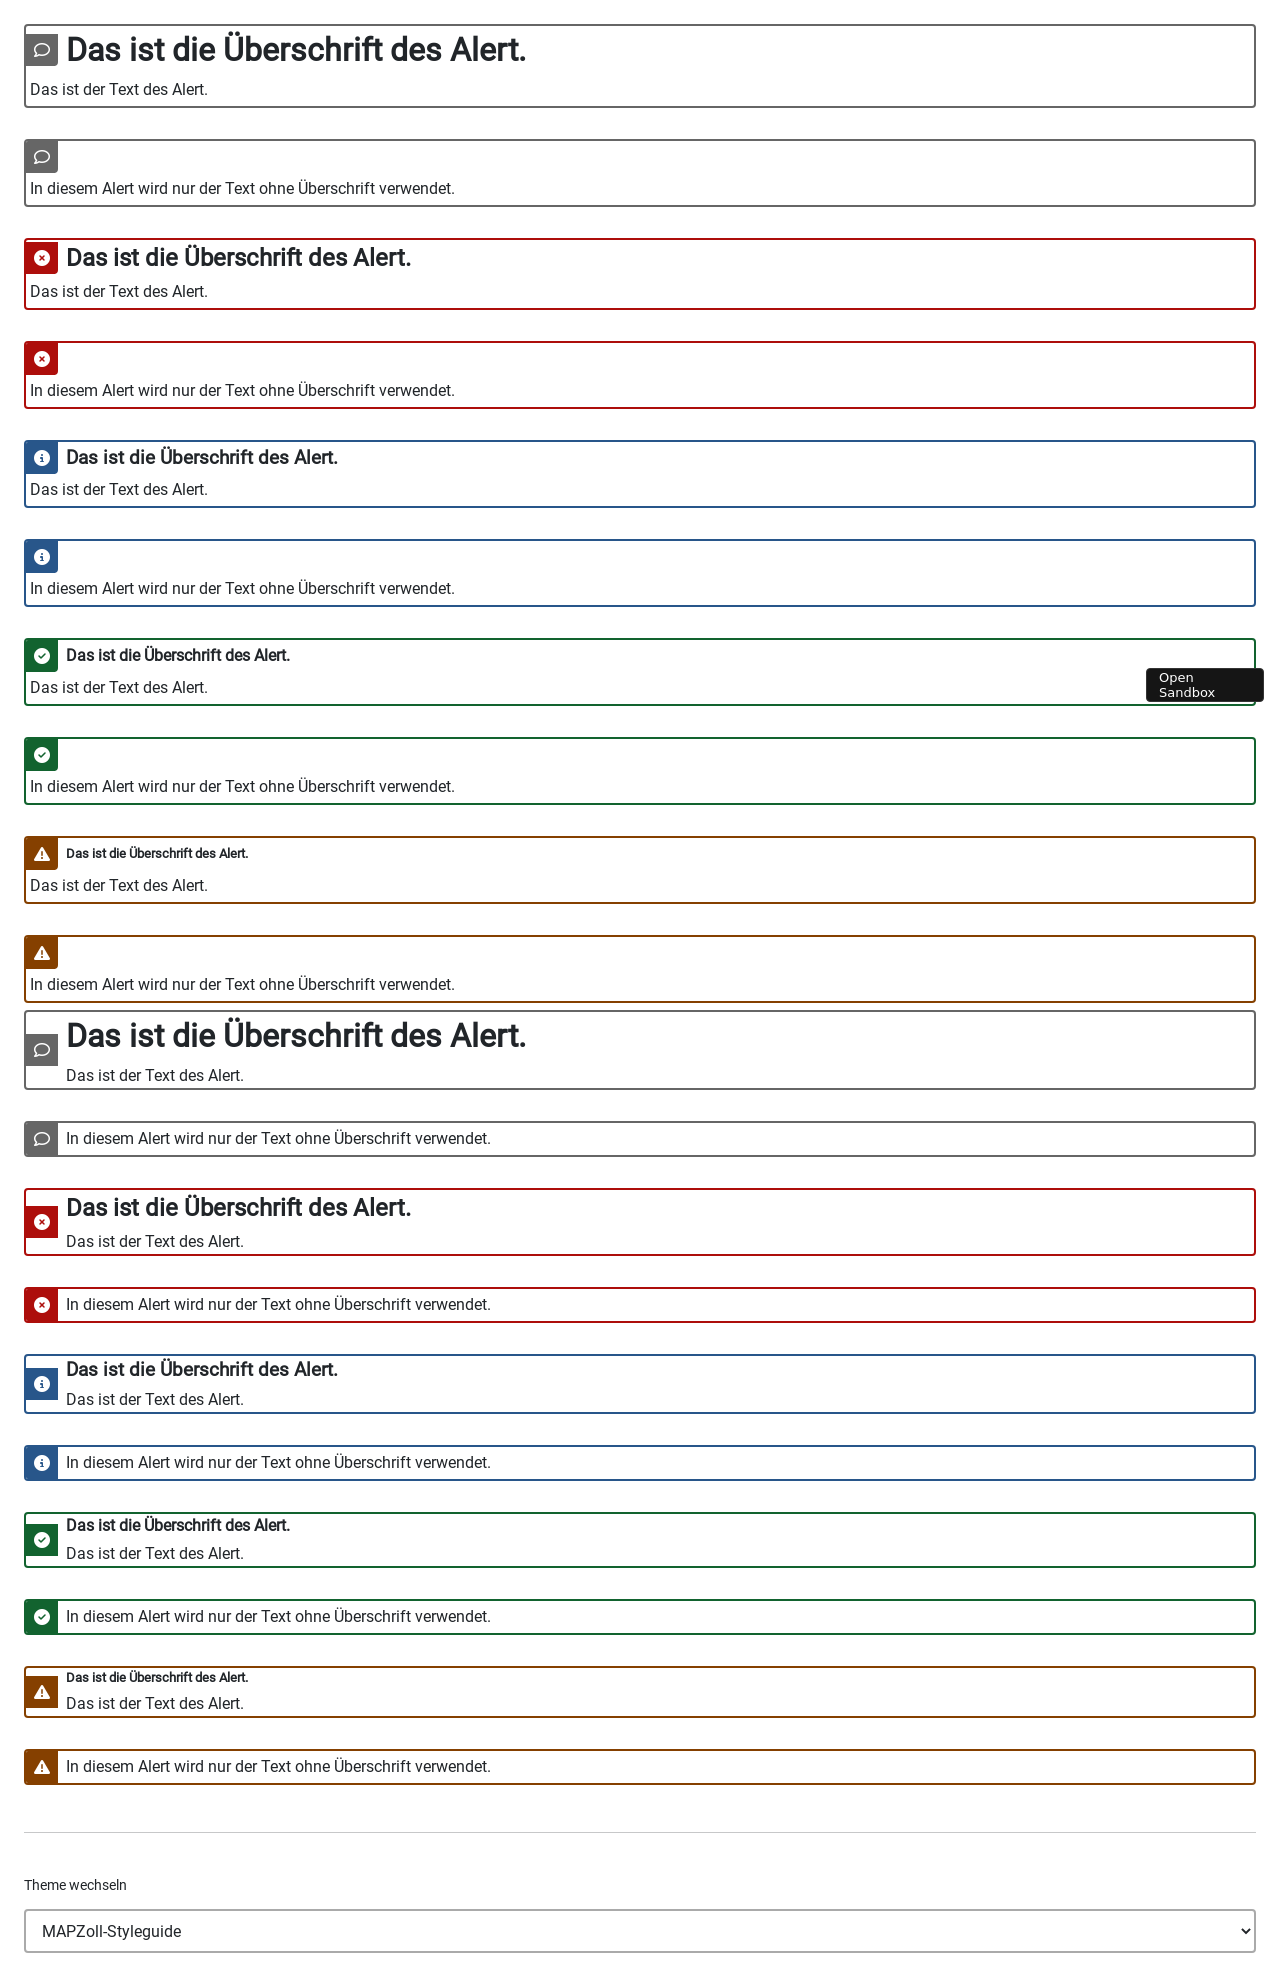 Das ist die Überschrift des Alert.
Das ist der Text des Alert.
In diesem Alert wird nur der Text ohne Überschrift verwendet.
Das ist die Überschrift des Alert.
Das ist der Text des Alert.
In diesem Alert wird nur der Text ohne Überschrift verwendet.
Das ist die Überschrift des Alert.
Das ist der Text des Alert.
In diesem Alert wird nur der Text ohne Überschrift verwendet.
Das ist die Überschrift des Alert.
Das ist der Text des Alert.
Open
Sandbox
In diesem Alert wird nur der Text ohne Überschrift verwendet.
Das ist die Überschrift des Alert.
Das ist der Text des Alert.
In diesem Alert wird nur der Text ohne Überschrift verwendet.
Das ist die Überschrift des Alert.
Das ist der Text des Alert.
In diesem Alert wird nur der Text ohne Überschrift verwendet.
Das ist die Überschrift des Alert.
Das ist der Text des Alert.
In diesem Alert wird nur der Text ohne Überschrift verwendet.
Das ist die Überschrift des Alert.
Das ist der Text des Alert.
In diesem Alert wird nur der Text ohne Überschrift verwendet.
Das ist die Überschrift des Alert.
Das ist der Text des Alert.
In diesem Alert wird nur der Text ohne Überschrift verwendet.
Das ist die Überschrift des Alert.
Das ist der Text des Alert.
In diesem Alert wird nur der Text ohne Überschrift verwendet.
Theme wechseln
MAPZoll-Styleguide